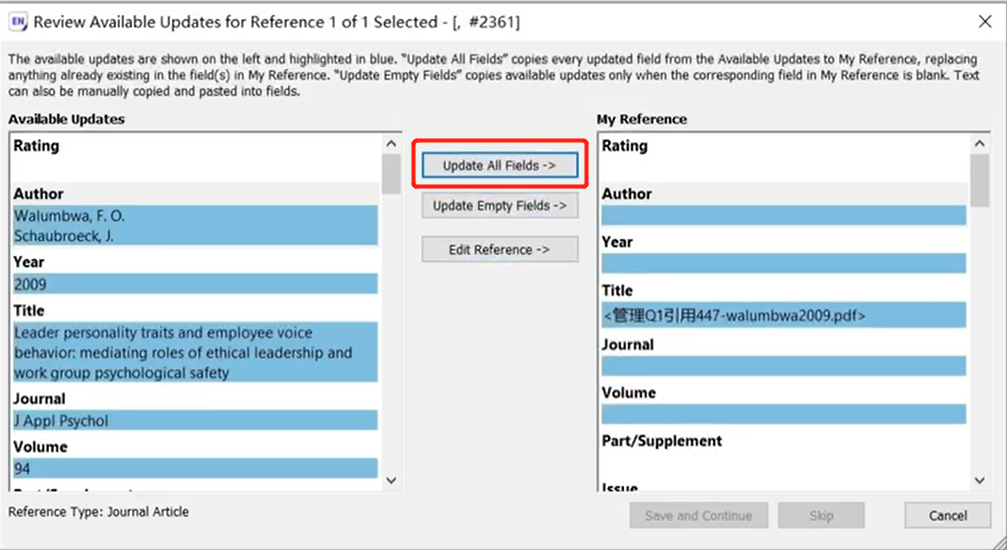 EN
Review Available Updates for Reference 1 of 1 Selected - [, #2361]
The available updates are shown on the left and highlighted in blue. "Update All Fields" copies every updated field from the Available Updates to My Reference, replacing
anything already existing in the field(s) in My Reference. "Update Empty Fields" copies available updates only when the corresponding field in My Reference is blank. Text
can also be manually copied and pasted into fields.
Available Updates
Rating
Author
Walumbwa, F. O.
Schaubroeck, J.
Year
2009
Title
Leader personality traits and employee voice
behavior: mediating roles of ethical leadership and
work group psychological safety
Journal
J Appl Psychol
Volume
94
Part/Supplement
Update All Fields ->
Update Empty Fields ->
Edit Reference ->
My Reference
Rating
Author
Year
Title
<管理Q1引用447-walumbwa2009.pdf>
Journal
Volume
Part/Supplement
Issue
Reference Type: Journal Article
Save and Continue
Skip
Cancel